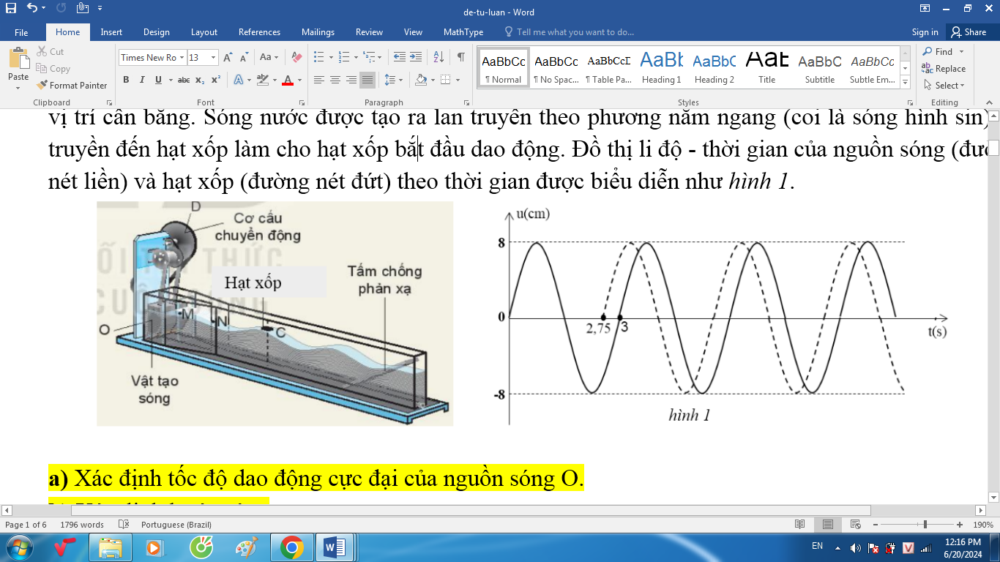 de-tu-luan - Word
File Home Insert Design Layout References Mailings Review View MathType Tell me what you want to do... Sign in Share
Paste Cut Copy Format Painter
Times New Ro 13 Aa
B I U abc x₂ x² A ab A
AaBbCc AaBbCc AaBbCcD AaBb AaBbC AaB AaBbC AaBbCc
¶ Normal ¶ No Spac... ¶ Table Pa... Heading 1 Heading 2 Title Subtitle Subtle Em...
Find Replace Select
Clipboard Font Paragraph Styles Editing
vị trí cân bằng. Sóng nước được tạo ra lan truyền theo phương nằm ngang (coi là sóng hình sin)
truyền đến hạt xốp làm cho hạt xốp bắt đầu dao động. Đồ thị li độ - thời gian của nguồn sóng (đư
nét liền) và hạt xốp (đường nét đứt) theo thời gian được biểu diễn như hình 1.
D
Cơ cấu
chuyển động
Hạt xốp
Tấm chống
phản xạ
M
N
C
O
Vật tạo
sóng
u(cm)
8
0
2,75 3
t(s)
-8
hình 1
a) Xác định tốc độ dao động cực đại của nguồn sóng O.
Page 1 of 6 1796 words Portuguese (Brazil) 190%
EN 12:16 PM
6/20/2024